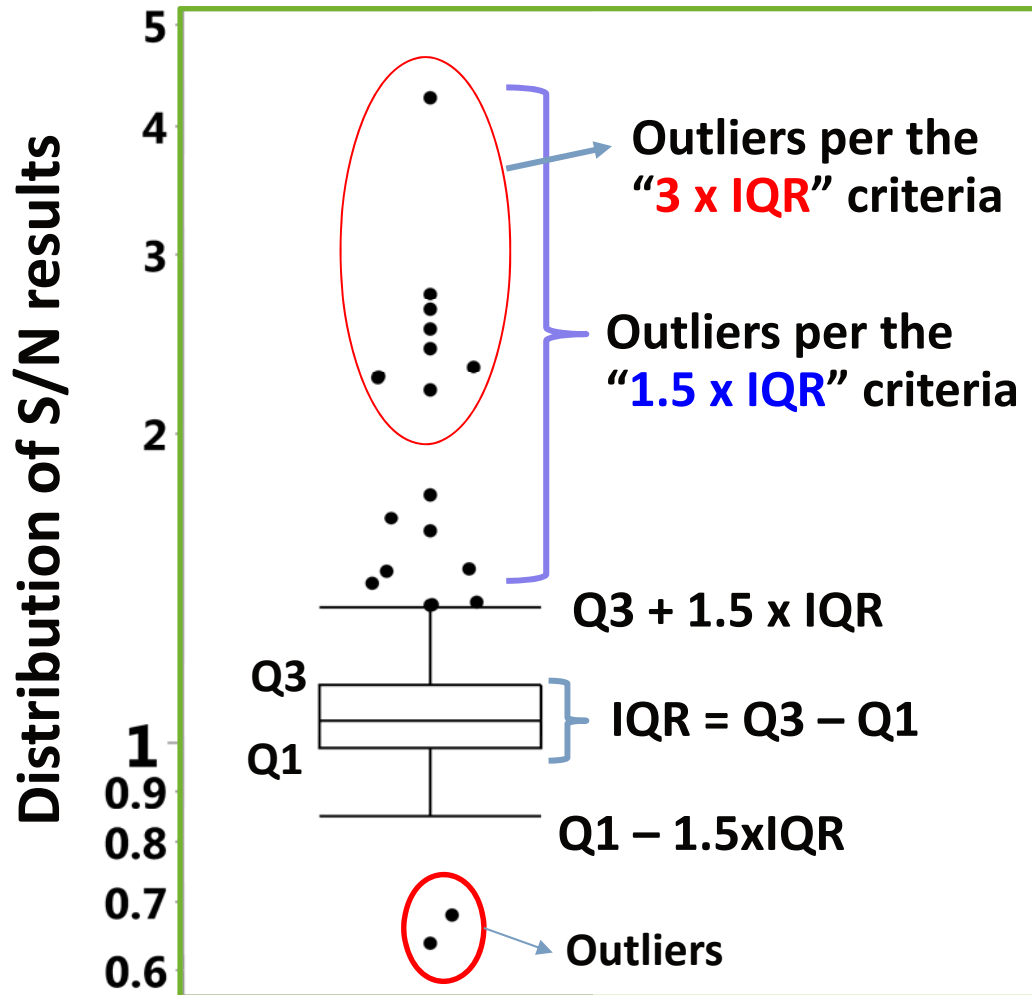 Distribution of S/N results
5
4
3
2
1
0.9
0.8
0.7
0.6
Outliers per the
“3 x IQR” criteria
Outliers per the
“1.5 x IQR” criteria
Q3 + 1.5 x IQR
Q3
IQR = Q3 – Q1
Q1
Q1 – 1.5xIQR
Outliers